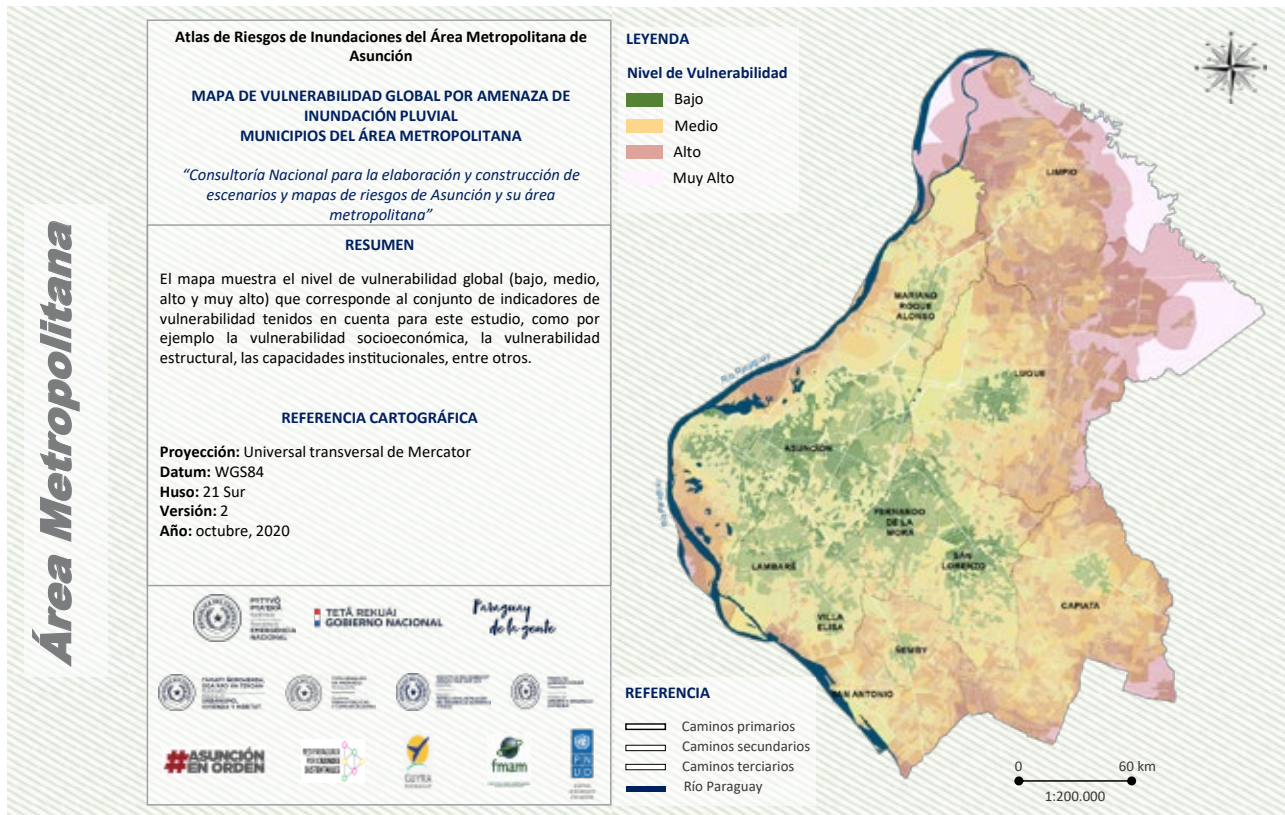 Área Metropolitana
Atlas de Riesgos de Inundaciones del Área Metropolitana de
Asunción
MAPA DE VULNERABILIDAD GLOBAL POR AMENAZA DE
INUNDACIÓN PLUVIAL
MUNICIPIOS DEL ÁREA METROPOLITANA
“Consultoría Nacional para la elaboración y construcción de
escenarios y mapas de riesgos de Asunción y su área
metropolitana”
RESUMEN
El mapa muestra el nivel de vulnerabilidad global (bajo, medio,
alto y muy alto) que corresponde al conjunto de indicadores de
vulnerabilidad tenidos en cuenta para este estudio, como por
ejemplo la vulnerabilidad socioeconómica, la vulnerabilidad
estructural, las capacidades institucionales, entre otros.
REFERENCIA CARTOGRÁFICA
Proyección: Universal transversal de Mercator
Datum: WGS84
Huso: 21 Sur
Versión: 2
Año: octubre, 2020
EMERGENCIA
NACIONAL
TETÃ REKUÁI
GOBIERNO NACIONAL
Paraguay
de la gente
#ASUNCIÓN
EN ORDEN
GUYRA
fmam
P N
U D
LEYENDA
Nivel de Vulnerabilidad
Bajo
Medio
Alto
Muy Alto
LIMPIO
MARIANO
ROQUE
ALONSO
LUQUE
Río Paraguay
ASUNCIÓN
Río Paraguay
FERNANDO
DE LA
MORA
SAN
LORENZO
LAMBARÉ
CAPIATÁ
VILLA
ELISA
ÑEMBY
SAN ANTONIO
REFERENCIA
Caminos primarios
Caminos secundarios
Caminos terciarios
Río Paraguay
0 60 km
1:200.000